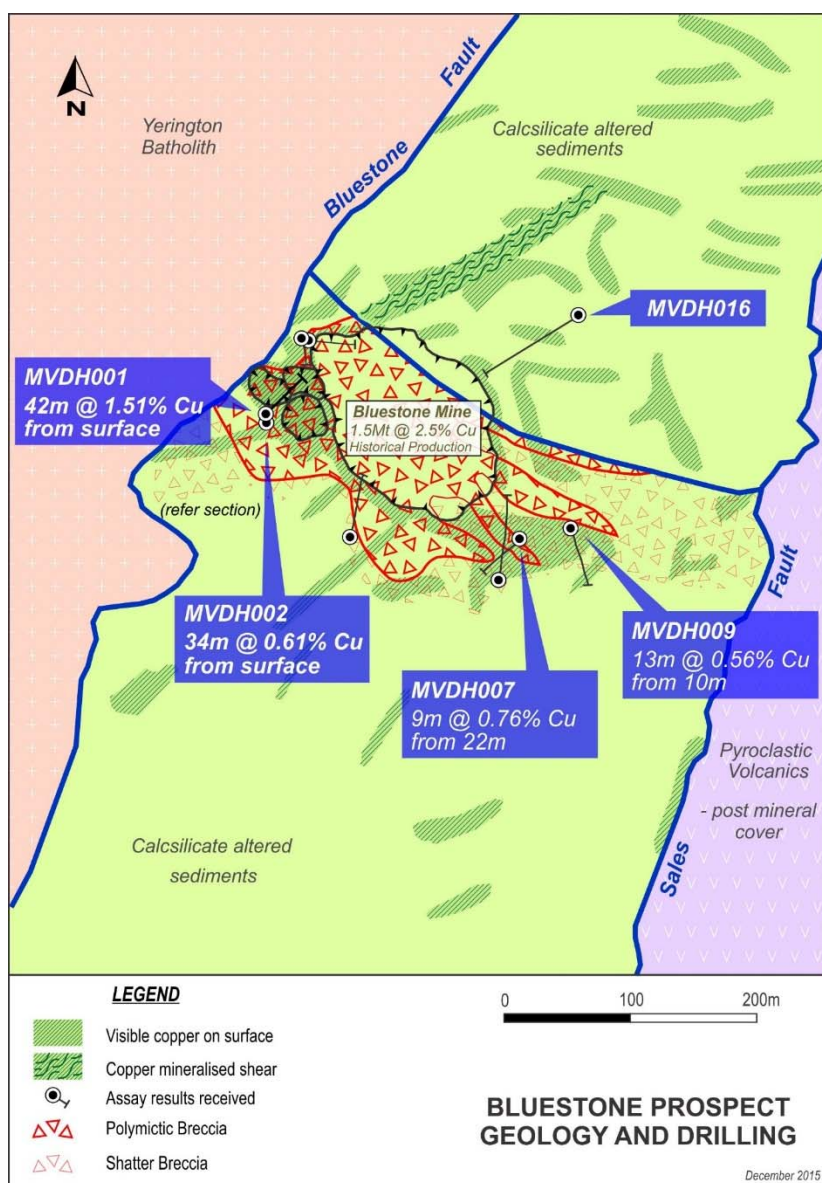 N
Yerington
Batholith
Bluestone
Fault
Calcsilicate altered
sediments
MVDH016
MVDH001
42m @ 1.51% Cu
from surface
Bluestone Mine
1.5Mt @ 2.5% Cu
Historical Production
(refer section)
MVDH002
34m @ 0.61% Cu
from surface
MVDH007
9m @ 0.76% Cu
from 22m
MVDH009
13m @ 0.56% Cu
from 10m
Fault
Sales
Pyroclastic
Volcanics
- post mineral
cover
Calcsilicate altered
sediments
LEGEND
Visible copper on surface
Copper mineralised shear
Assay results received
Polymictic Breccia
Shatter Breccia
0 100 200m
BLUESTONE PROSPECT
GEOLOGY AND DRILLING
December 2015